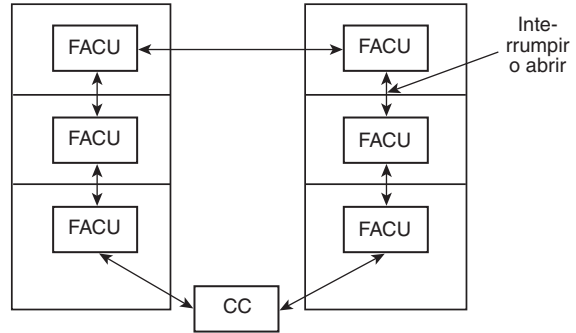 FACU
FACU
Inte-
rrumpir
o abrir
FACU
FACU
FACU
FACU
CC